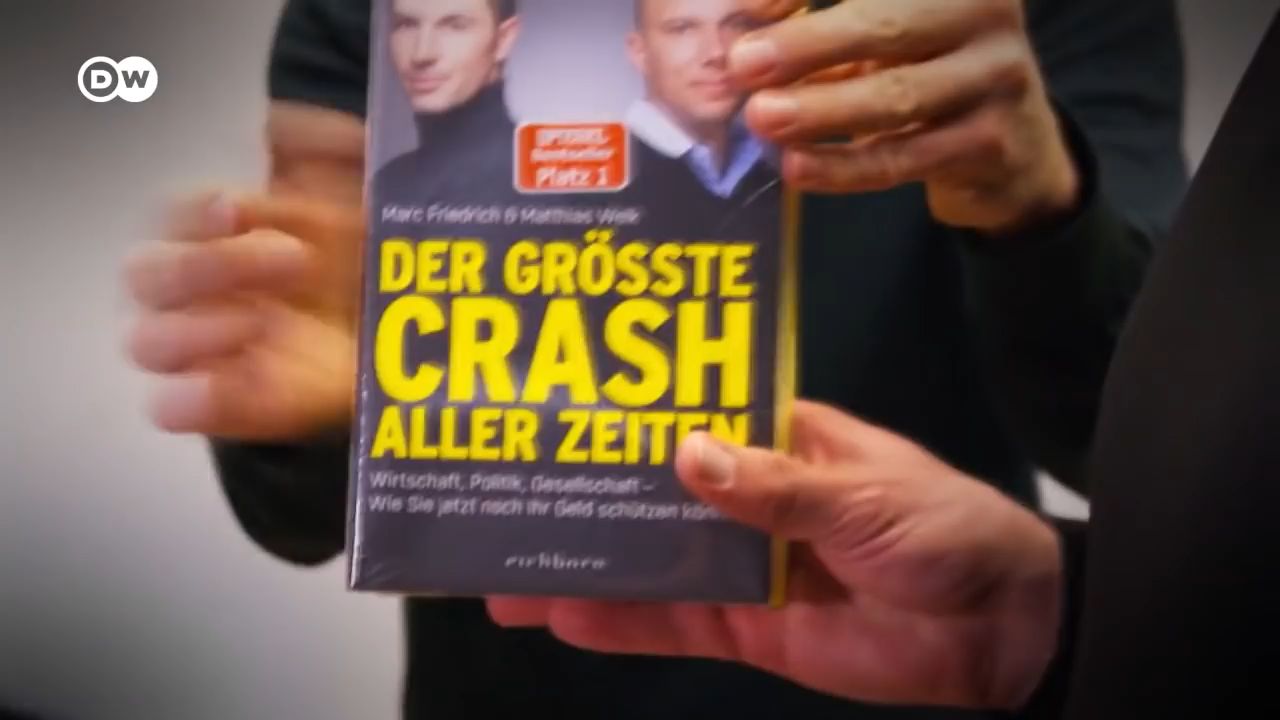 DW
SPIEGEL
Bestseller
Platz 1
Marc Friedrich & Matthias Weik
DER GRÖSSTE
CRASH
ALLER ZEITEN
Wirtschaft, Politik, Gesellschaft –
Wie Sie jetzt noch Ihr Geld schützen
eichborn